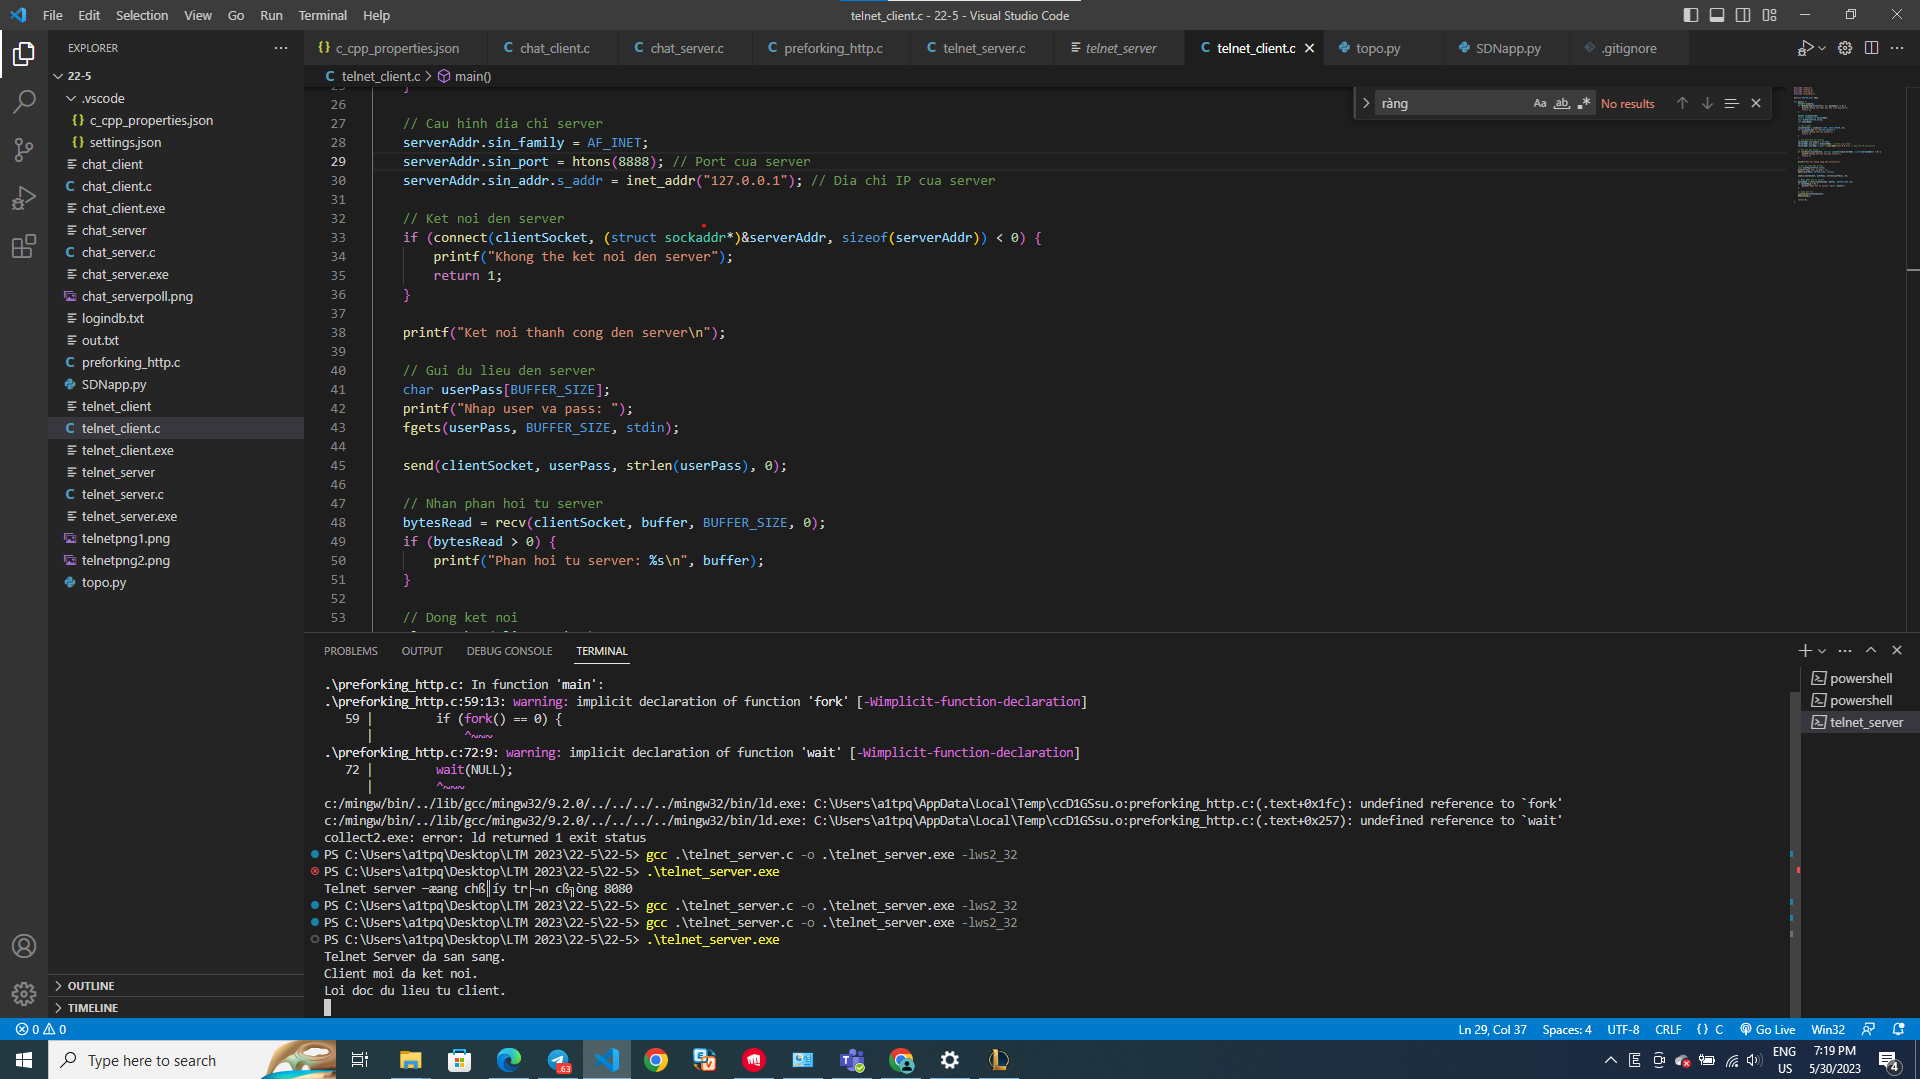 File Edit Selection View Go Run Terminal Help
telnet_client.c - 22-5 - Visual Studio Code
EXPLORER
22-5
.vscode
c_cpp_properties.json
settings.json
chat_client
chat_client.c
chat_client.exe
chat_server
chat_server.c
chat_server.exe
chat_serverpoll.png
logindb.txt
out.txt
preforking_http.c
SDNapp.py
telnet_client
telnet_client.c
telnet_client.exe
telnet_server
telnet_server.c
telnet_server.exe
telnetpng1.png
telnetpng2.png
topo.py
OUTLINE
TIMELINE
c_cpp_properties.json chat_client.c chat_server.c preforking_http.c telnet_server.c telnet_server telnet_client.c topo.py SDNapp.py .gitignore
telnet_client.c > main()
ràng Aa ab No results
25 }
26
27 // Cau hinh dia chi server
28 serverAddr.sin_family = AF_INET;
29 serverAddr.sin_port = htons(8888); // Port cua server
30 serverAddr.sin_addr.s_addr = inet_addr("127.0.0.1"); // Dia chi IP cua server
31
32 // Ket noi den server
33 if (connect(clientSocket, (struct sockaddr*)&serverAddr, sizeof(serverAddr)) < 0) {
34 printf("Khong the ket noi den server");
35 return 1;
36 }
37
38 printf("Ket noi thanh cong den server\n");
39
40 // Gui du lieu den server
41 char userPass[BUFFER_SIZE];
42 printf("Nhap user va pass: ");
43 fgets(userPass, BUFFER_SIZE, stdin);
44
45 send(clientSocket, userPass, strlen(userPass), 0);
46
47 // Nhan phan hoi tu server
48 bytesRead = recv(clientSocket, buffer, BUFFER_SIZE, 0);
49 if (bytesRead > 0) {
50 printf("Phan hoi tu server: %s\n", buffer);
51 }
52
53 // Dong ket noi
PROBLEMS OUTPUT DEBUG CONSOLE TERMINAL
.\preforking_http.c: In function 'main':
.\preforking_http.c:59:13: warning: implicit declaration of function 'fork' [-Wimplicit-function-declaration]
59 | if (fork() == 0) {
| ^~~~
.\preforking_http.c:72:9: warning: implicit declaration of function 'wait' [-Wimplicit-function-declaration]
72 | wait(NULL);
| ^~~~
c:/mingw/bin/../lib/gcc/mingw32/9.2.0/../../../../mingw32/bin/ld.exe: C:\Users\a1tpq\AppData\Local\Temp\ccD1GSsu.o:preforking_http.c:(.text+0x1fc): undefined reference to `fork'
c:/mingw/bin/../lib/gcc/mingw32/9.2.0/../../../../mingw32/bin/ld.exe: C:\Users\a1tpq\AppData\Local\Temp\ccD1GSsu.o:preforking_http.c:(.text+0x257): undefined reference to `wait'
collect2.exe: error: ld returned 1 exit status
PS C:\Users\a1tpq\Desktop\LTM 2023\22-5\22-5> gcc .\telnet_server.c -o .\telnet_server.exe -lws2_32
PS C:\Users\a1tpq\Desktop\LTM 2023\22-5\22-5> .\telnet_server.exe
Telnet server ─æang chß║íy tr├¬n cß╗òng 8080
PS C:\Users\a1tpq\Desktop\LTM 2023\22-5\22-5> gcc .\telnet_server.c -o .\telnet_server.exe -lws2_32
PS C:\Users\a1tpq\Desktop\LTM 2023\22-5\22-5> gcc .\telnet_server.c -o .\telnet_server.exe -lws2_32
PS C:\Users\a1tpq\Desktop\LTM 2023\22-5\22-5> .\telnet_server.exe
Telnet Server da san sang.
Client moi da ket noi.
Loi doc du lieu tu client.
powershell
powershell
telnet_server
0 0
Ln 29, Col 37 Spaces: 4 UTF-8 CRLF {} C Go Live Win32
Type here to search
63
ENG
US
7:19 PM
5/30/2023
4